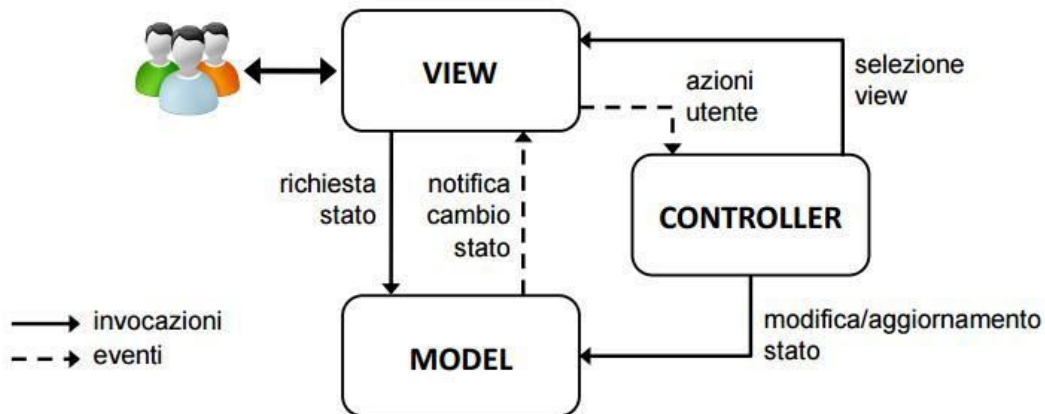 VIEW
selezione
view
azioni
utente
richiesta
stato
notifica
cambio
stato
CONTROLLER
invocazioni
eventi
MODEL
modifica/aggiornamento
stato